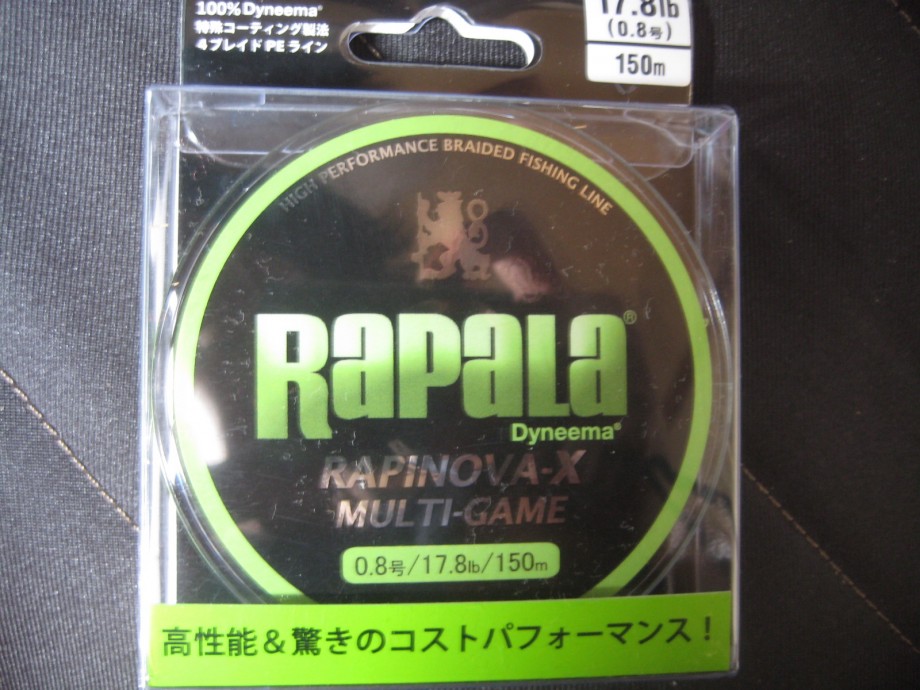 100% Dyneema®
特殊コーティング製法
4ブレイドPEライン
17.8lb
(0.8号)
150m
HIGH PERFORMANCE BRAIDED FISHING LINE
RAPALA®
Dyneema®
RAPINOVA-X
MULTI-GAME
0.8号/17.8lb/150m
高性能&驚きのコストパフォーマンス!